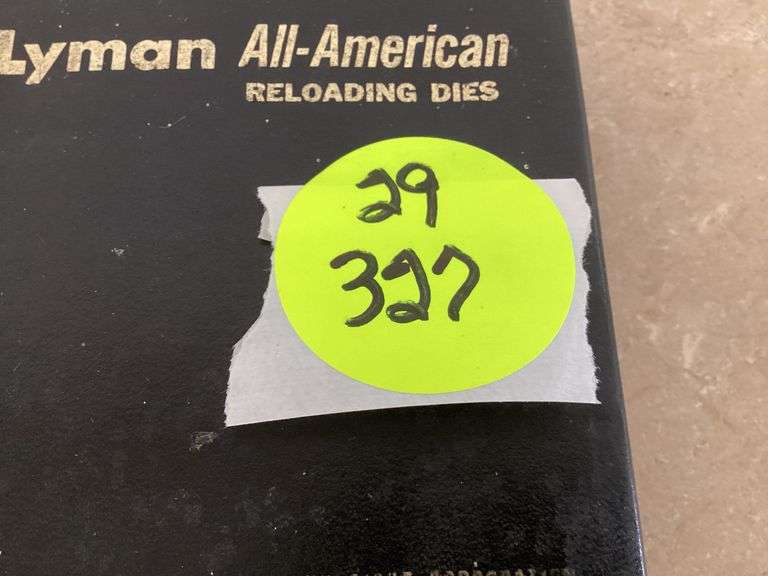 Lyman All-American
RELOADING DIES
29
327